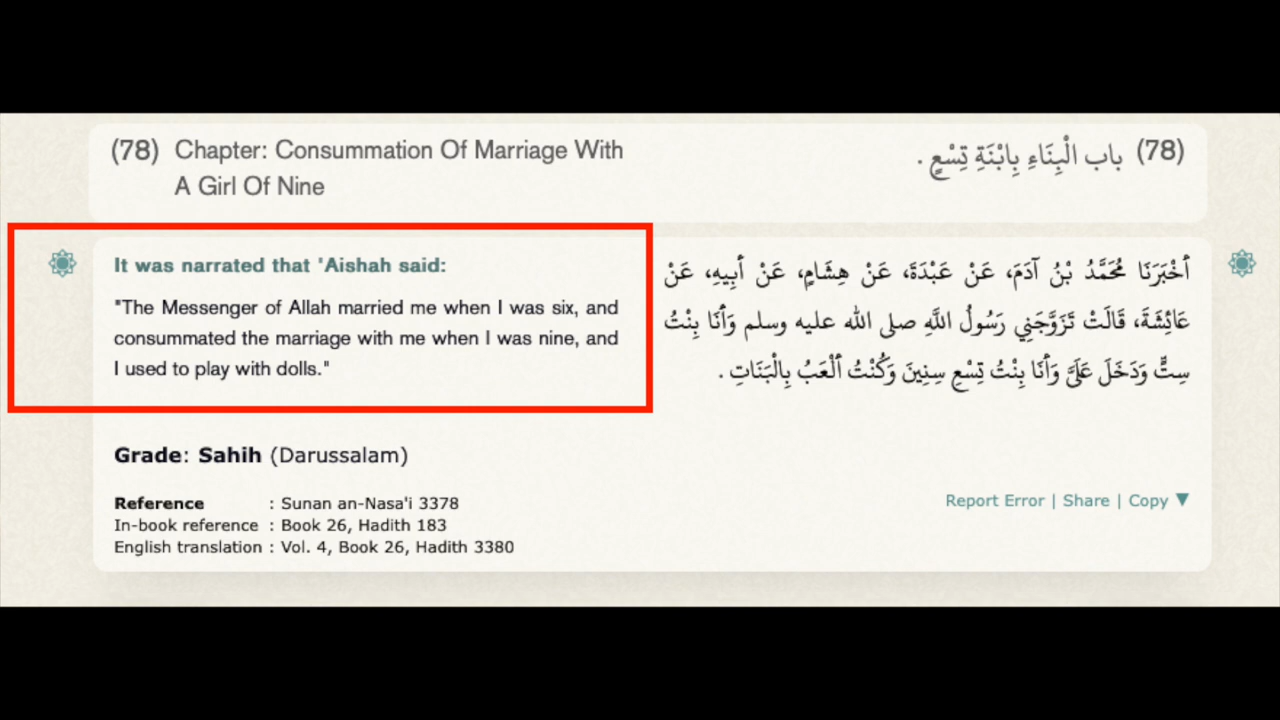 (78) Chapter: Consummation Of Marriage With
A Girl Of Nine
(78) باب الْبِنَاءِ بِابْنَةِ تِسْعٍ .
It was narrated that 'Aishah said:
"The Messenger of Allah married me when I was six, and
consummated the marriage with me when I was nine, and
I used to play with dolls."
أَخْبَرَنَا مُحَمَّدُ بْنُ آدَمَ، عَنْ عَبْدَةَ، عَنْ هِشَامٍ، عَنْ أَبِيهِ، عَنْ
عَائِشَةَ، قَالَتْ تَزَوَّجَنِي رَسُولُ اللَّهِ صلى الله عليه وسلم وَأَنَا بِنْتُ
سِتٍّ وَدَخَلَ عَلَىَّ وَأَنَا بِنْتُ تِسْعِ سِنِينَ وَكُنْتُ أَلْعَبُ بِالْبَنَاتِ .
Grade: Sahih (Darussalam)
Reference : Sunan an-Nasa'i 3378
In-book reference : Book 26, Hadith 183
English translation : Vol. 4, Book 26, Hadith 3380
Report Error | Share | Copy ▼